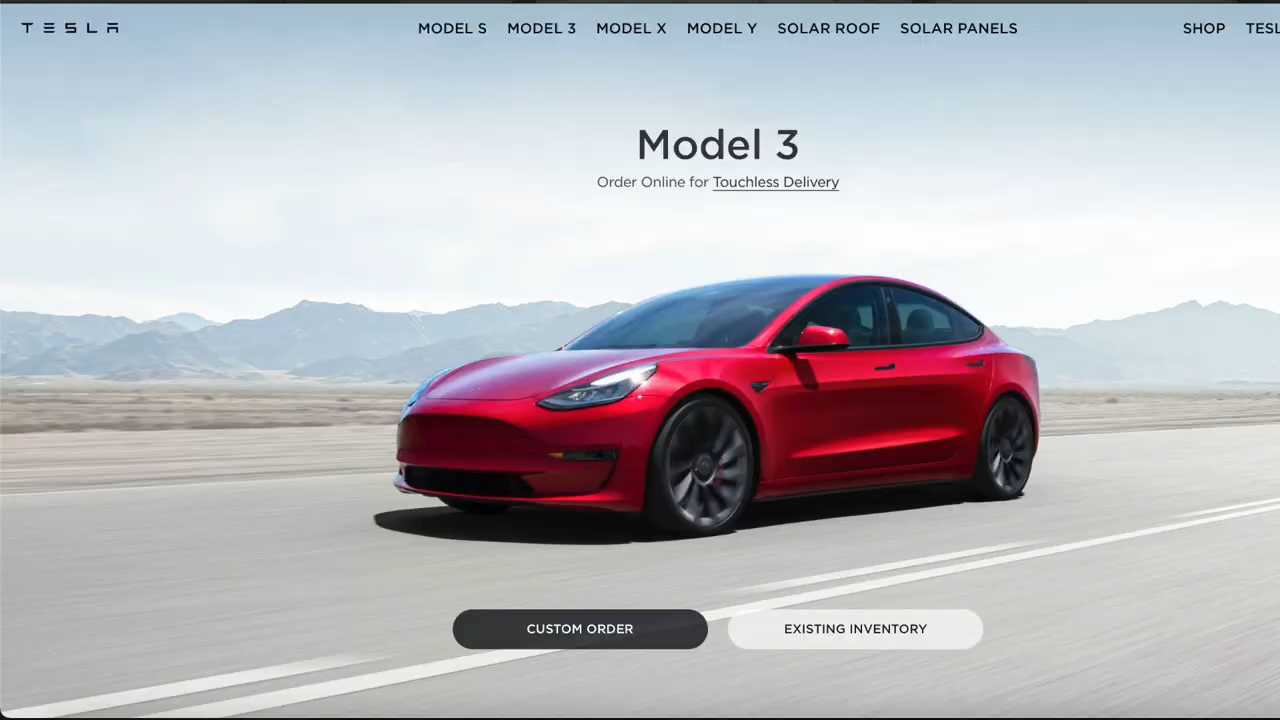 TESLA MODEL S MODEL 3 MODEL X MODEL Y SOLAR ROOF SOLAR PANELS SHOP TESL
Model 3
Order Online for Touchless Delivery
CUSTOM ORDER EXISTING INVENTORY